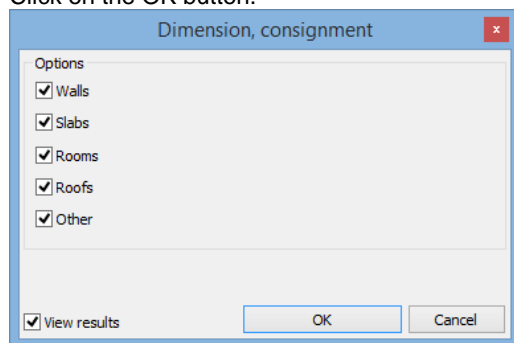 Click on the OK button.
Dimension, consignment
x
Options
Walls
Slabs
Rooms
Roofs
Other
View results
OK
Cancel